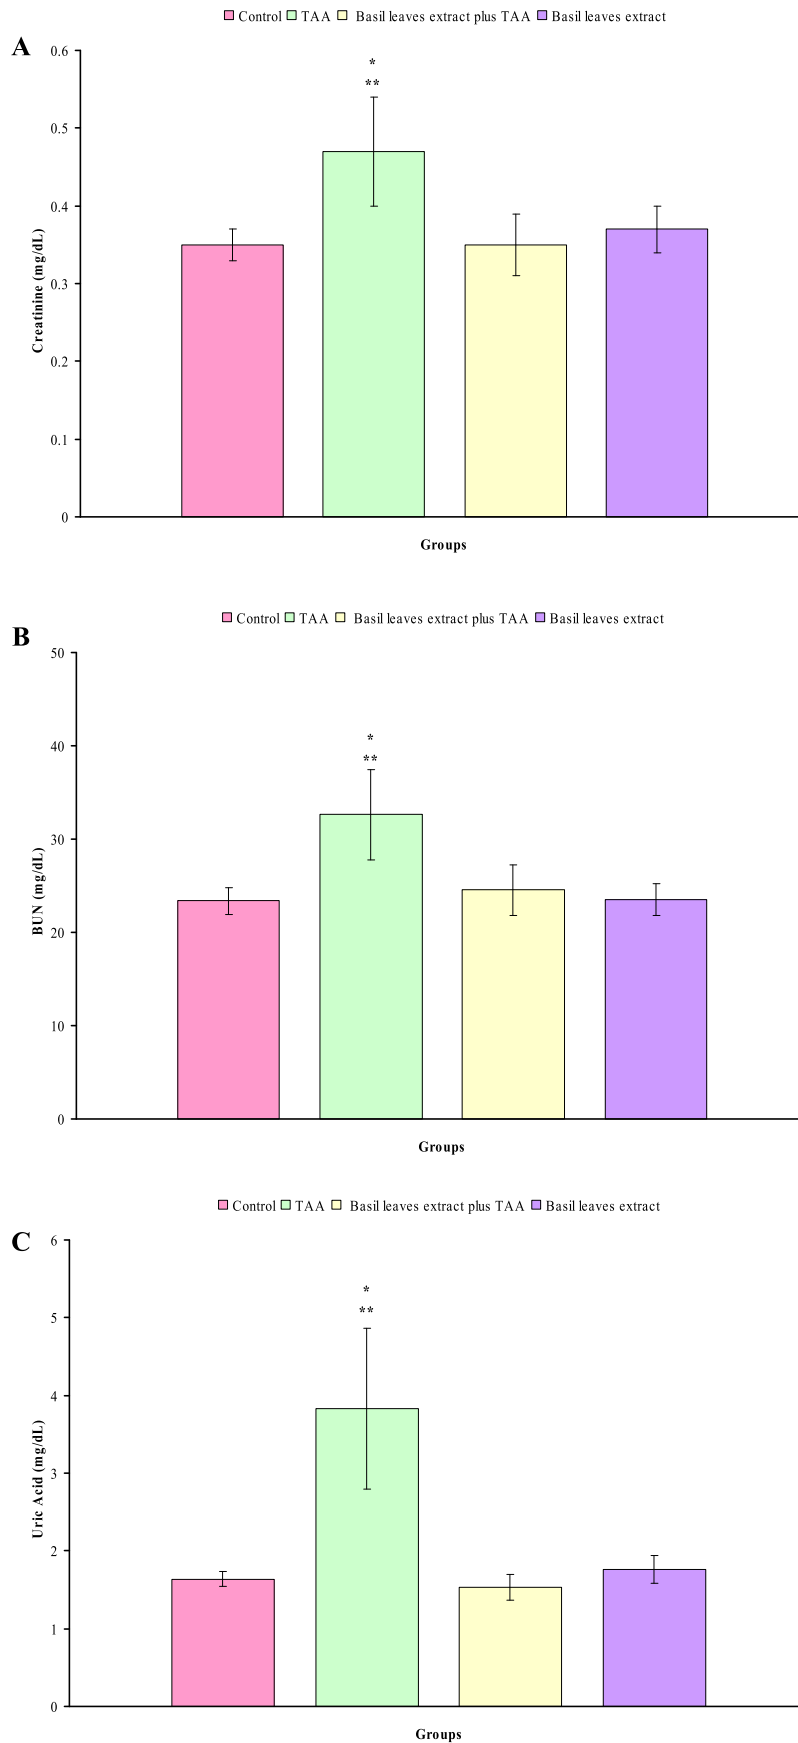 Control TAA Basil leaves extract plus TAA Basil leaves extract
A
0.6
*
**
0.5
0.4
Creatinine (mg/dL)
0.3
0.2
0.1
0
Groups
Control TAA Basil leaves extract plus TAA Basil leaves extract
B
50
*
40
**
30
BUN (mg/dL)
20
10
0
Groups
Control TAA Basil leaves extract plus TAA Basil leaves extract
C
6
*
**
5
4
3
Uric Acid (mg/dL)
2
1
0
Groups